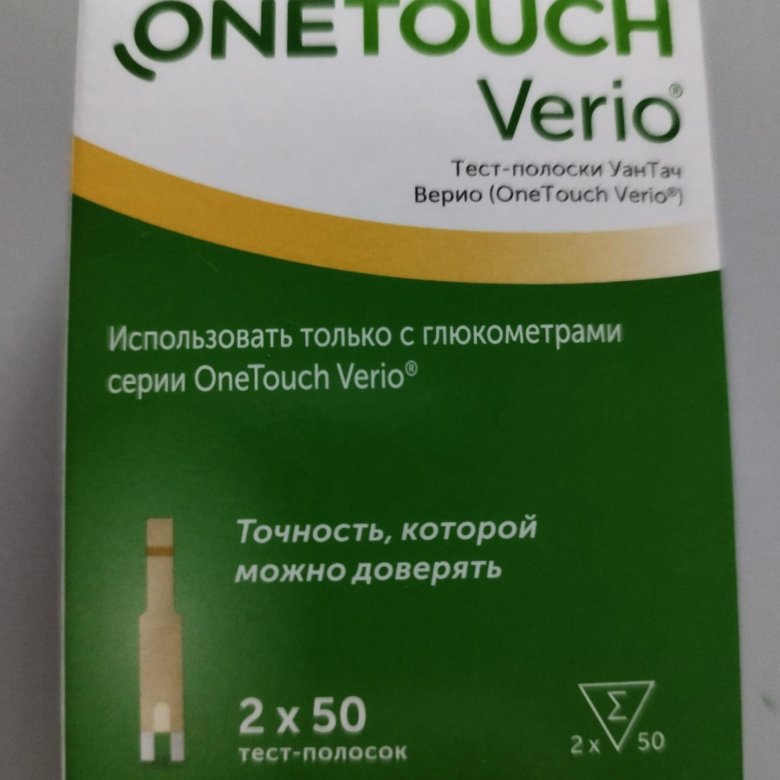 ONETOUCH
Verio®
Тест-полоски УанТач
Верио (OneTouch Verio®)
Использовать только с глюкометрами
серии OneTouch Verio®
Точность, которой
можно доверять
2 x 50
тест-полосок
Σ
2 x 50